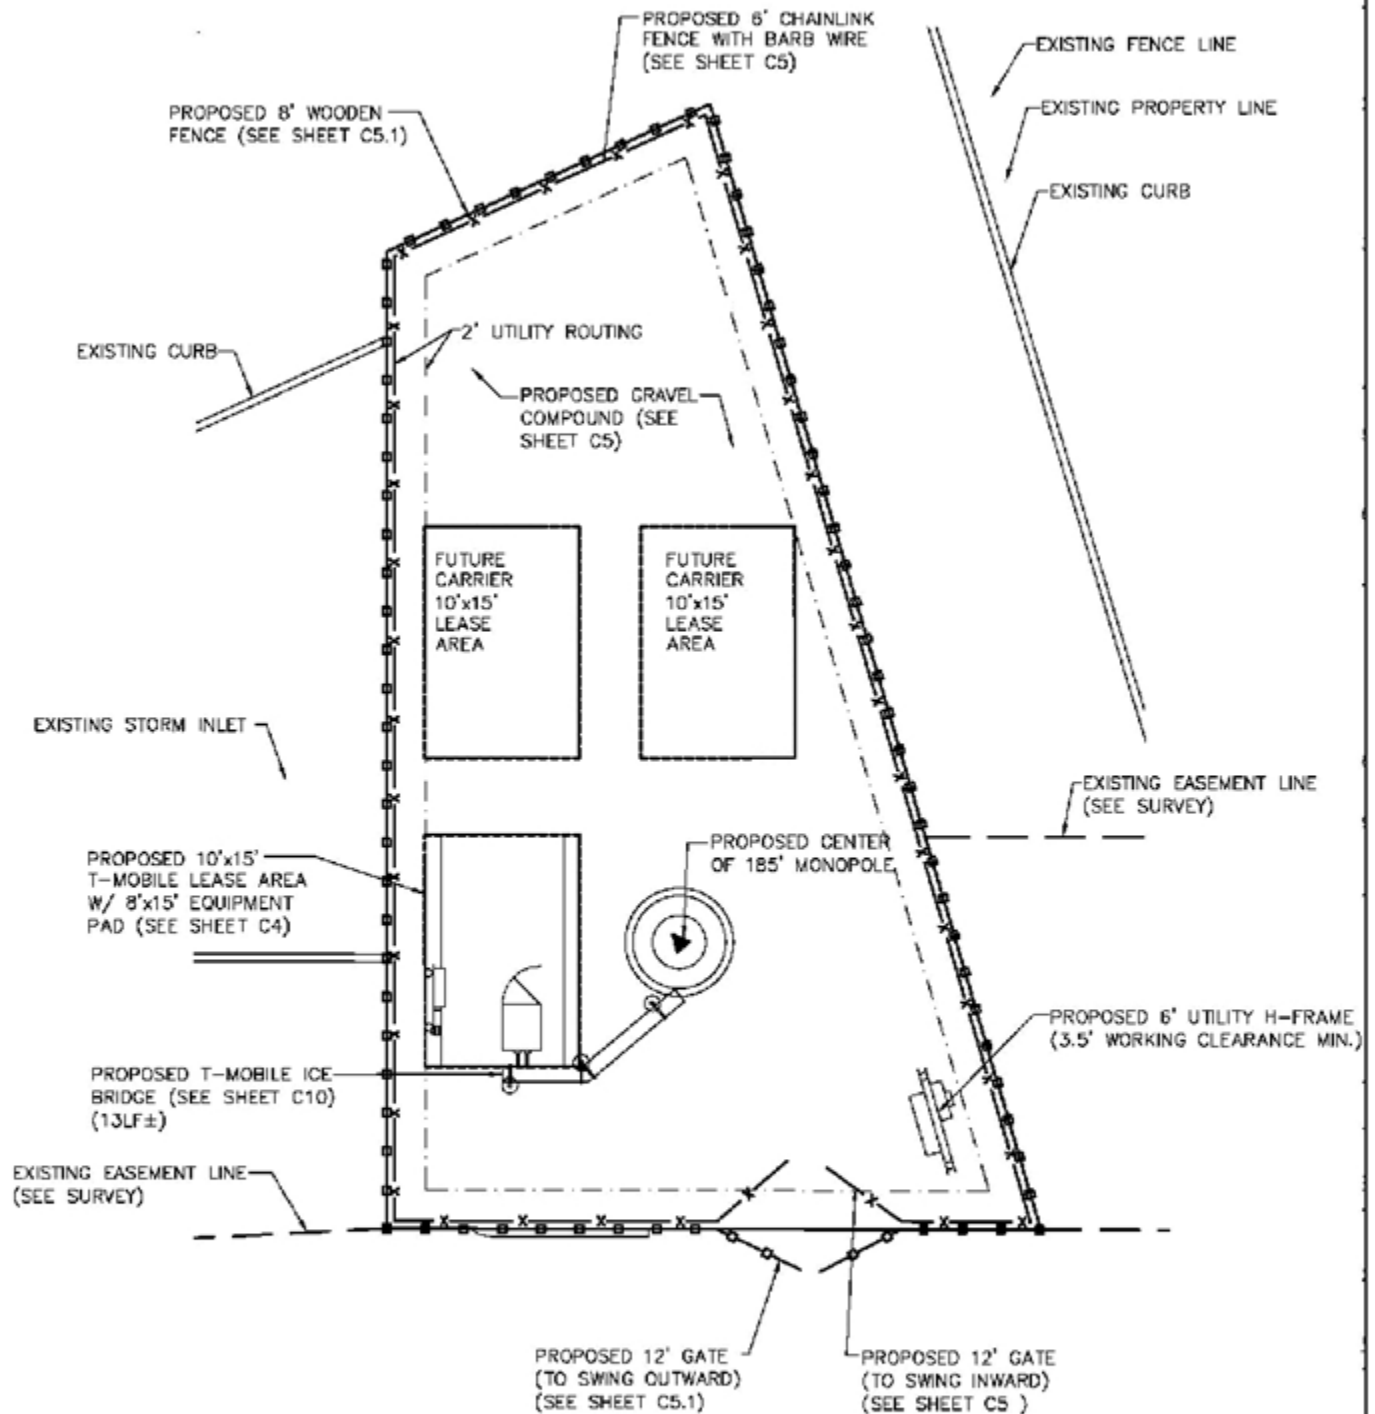 PROPOSED 6' CHAINLINK
FENCE WITH BARB WIRE
(SEE SHEET C5)
EXISTING FENCE LINE
PROPOSED 8' WOODEN
FENCE (SEE SHEET C5.1)
EXISTING PROPERTY LINE
EXISTING CURB
EXISTING CURB
2' UTILITY ROUTING
PROPOSED GRAVEL
COMPOUND (SEE
SHEET C5)
FUTURE
CARRIER
10'x15'
LEASE
AREA
FUTURE
CARRIER
10'x15'
LEASE
AREA
EXISTING STORM INLET
EXISTING EASEMENT LINE
(SEE SURVEY)
PROPOSED 10'x15'
T-MOBILE LEASE AREA
W/ 8'x15' EQUIPMENT
PAD (SEE SHEET C4)
PROPOSED CENTER
OF 185' MONOPOLE
PROPOSED 6' UTILITY H-FRAME
(3.5' WORKING CLEARANCE MIN.)
PROPOSED T-MOBILE ICE
BRIDGE (SEE SHEET C10)
(13LF±)
EXISTING EASEMENT LINE
(SEE SURVEY)
PROPOSED 12' GATE
(TO SWING OUTWARD)
(SEE SHEET C5.1)
PROPOSED 12' GATE
(TO SWING INWARD)
(SEE SHEET C5 )